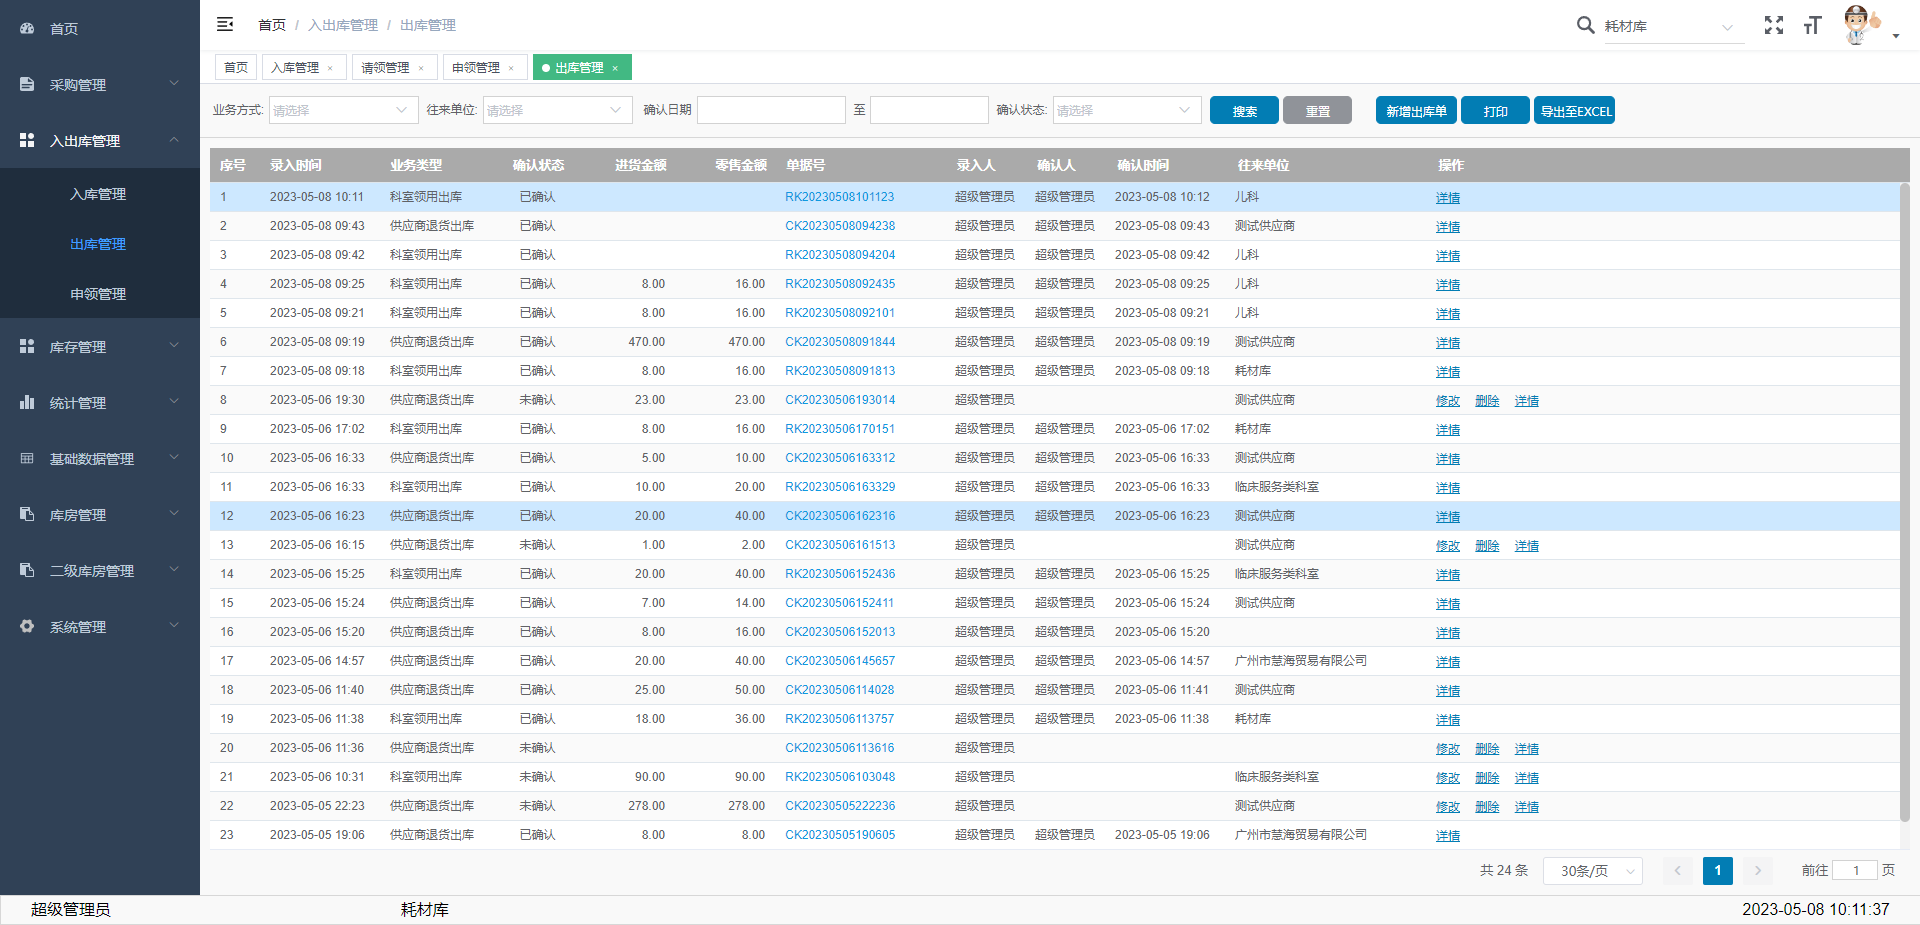 首页
采购管理
入出库管理
入库管理
出库管理
申领管理
库存管理
统计管理
基础数据管理
库房管理
二级库房管理
系统管理
首页 / 入出库管理 / 出库管理
耗材库
首页 入库管理 × 请领管理 × 申领管理 × 出库管理 ×
业务方式: 请选择 往来单位: 请选择 确认日期 至 确认状态: 请选择 搜索 重置 新增出库单 打印 导出至EXCEL
序号 录入时间 业务类型 确认状态 进货金额 零售金额 单据号 录入人 确认人 确认时间 往来单位 操作
1 2023-05-08 10:11 科室领用出库 已确认 RK20230508101123 超级管理员 超级管理员 2023-05-08 10:12 儿科 详情
2 2023-05-08 09:43 供应商退货出库 已确认 CK20230508094238 超级管理员 超级管理员 2023-05-08 09:43 测试供应商 详情
3 2023-05-08 09:42 科室领用出库 已确认 RK20230508094204 超级管理员 超级管理员 2023-05-08 09:42 儿科 详情
4 2023-05-08 09:25 科室领用出库 已确认 8.00 16.00 RK20230508092435 超级管理员 超级管理员 2023-05-08 09:25 儿科 详情
5 2023-05-08 09:21 科室领用出库 已确认 8.00 16.00 RK20230508092101 超级管理员 超级管理员 2023-05-08 09:21 儿科 详情
6 2023-05-08 09:19 供应商退货出库 已确认 470.00 470.00 CK20230508091844 超级管理员 超级管理员 2023-05-08 09:19 测试供应商 详情
7 2023-05-08 09:18 科室领用出库 已确认 8.00 16.00 RK20230508091813 超级管理员 超级管理员 2023-05-08 09:18 耗材库 详情
8 2023-05-06 19:30 供应商退货出库 未确认 23.00 23.00 CK20230506193014 超级管理员 测试供应商 修改 删除 详情
9 2023-05-06 17:02 科室领用出库 已确认 8.00 16.00 RK20230506170151 超级管理员 超级管理员 2023-05-06 17:02 耗材库 详情
10 2023-05-06 16:33 供应商退货出库 已确认 5.00 10.00 CK20230506163312 超级管理员 超级管理员 2023-05-06 16:33 测试供应商 详情
11 2023-05-06 16:33 科室领用出库 已确认 10.00 20.00 RK20230506163329 超级管理员 超级管理员 2023-05-06 16:33 临床服务类科室 详情
12 2023-05-06 16:23 供应商退货出库 已确认 20.00 40.00 CK20230506162316 超级管理员 超级管理员 2023-05-06 16:23 测试供应商 详情
13 2023-05-06 16:15 供应商退货出库 未确认 1.00 2.00 CK20230506161513 超级管理员 测试供应商 修改 删除 详情
14 2023-05-06 15:25 科室领用出库 已确认 20.00 40.00 RK20230506152436 超级管理员 超级管理员 2023-05-06 15:25 临床服务类科室 详情
15 2023-05-06 15:24 供应商退货出库 已确认 7.00 14.00 CK20230506152411 超级管理员 超级管理员 2023-05-06 15:24 测试供应商 详情
16 2023-05-06 15:20 供应商退货出库 已确认 8.00 16.00 CK20230506152013 超级管理员 超级管理员 2023-05-06 15:20 详情
17 2023-05-06 14:57 供应商退货出库 已确认 20.00 40.00 CK20230506145657 超级管理员 超级管理员 2023-05-06 14:57 广州市慧海贸易有限公司 详情
18 2023-05-06 11:40 供应商退货出库 已确认 25.00 50.00 CK20230506114028 超级管理员 超级管理员 2023-05-06 11:41 测试供应商 详情
19 2023-05-06 11:38 科室领用出库 已确认 18.00 36.00 RK20230506113757 超级管理员 超级管理员 2023-05-06 11:38 耗材库 详情
20 2023-05-06 11:36 供应商退货出库 未确认 CK20230506113616 超级管理员 修改 删除 详情
21 2023-05-06 10:31 科室领用出库 未确认 90.00 90.00 RK20230506103048 超级管理员 临床服务类科室 修改 删除 详情
22 2023-05-05 22:23 供应商退货出库 未确认 278.00 278.00 CK20230505222236 超级管理员 测试供应商 修改 删除 详情
23 2023-05-05 19:06 供应商退货出库 已确认 8.00 8.00 CK20230505190605 超级管理员 超级管理员 2023-05-05 19:06 广州市慧海贸易有限公司 详情
共 24 条 30条/页 1 前往 1 页
超级管理员 耗材库 2023-05-08 10:11:37